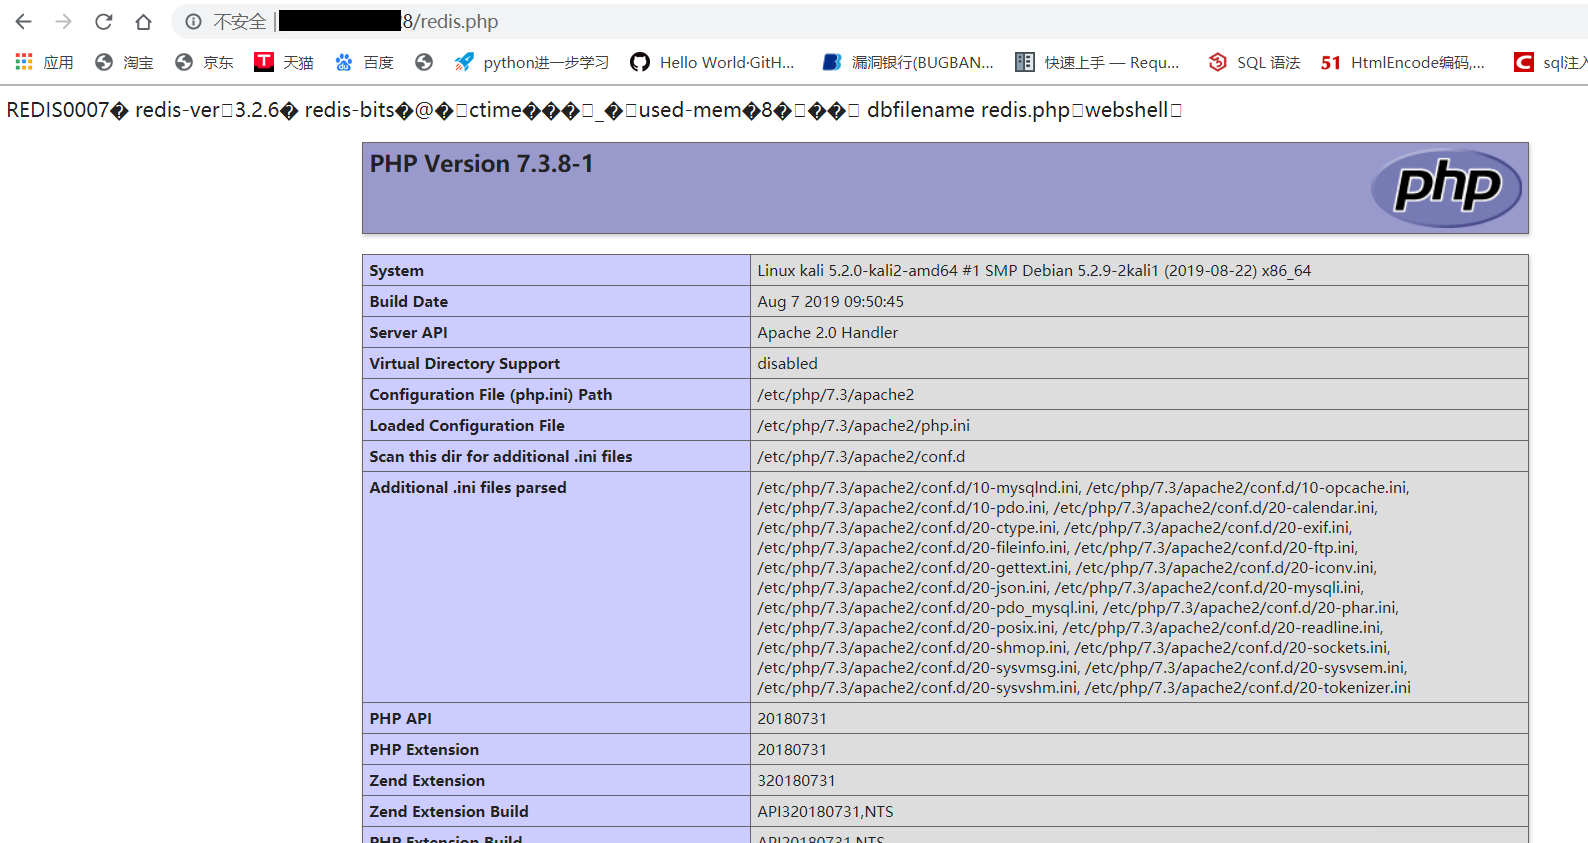 不安全 | 8/redis.php
应用 淘宝 京东 T 天猫 百度 python进一步学习 Hello World·GitH... 漏洞银行(BUGBAN... 快速上手 — Requ... SQL 语法 51 HtmlEncode编码,... C sql注入
REDIS0007� redis-ver□3.2.6� redis-bits�@�□ctime���□_�□used-mem�8�□��□ dbfilename redis.php□webshell□
PHP Version 7.3.8-1
php
System Linux kali 5.2.0-kali2-amd64 #1 SMP Debian 5.2.9-2kali1 (2019-08-22) x86_64
Build Date Aug 7 2019 09:50:45
Server API Apache 2.0 Handler
Virtual Directory Support disabled
Configuration File (php.ini) Path /etc/php/7.3/apache2
Loaded Configuration File /etc/php/7.3/apache2/php.ini
Scan this dir for additional .ini files /etc/php/7.3/apache2/conf.d
Additional .ini files parsed /etc/php/7.3/apache2/conf.d/10-mysqlnd.ini, /etc/php/7.3/apache2/conf.d/10-opcache.ini,
/etc/php/7.3/apache2/conf.d/10-pdo.ini, /etc/php/7.3/apache2/conf.d/20-calendar.ini,
/etc/php/7.3/apache2/conf.d/20-ctype.ini, /etc/php/7.3/apache2/conf.d/20-exif.ini,
/etc/php/7.3/apache2/conf.d/20-fileinfo.ini, /etc/php/7.3/apache2/conf.d/20-ftp.ini,
/etc/php/7.3/apache2/conf.d/20-gettext.ini, /etc/php/7.3/apache2/conf.d/20-iconv.ini,
/etc/php/7.3/apache2/conf.d/20-json.ini, /etc/php/7.3/apache2/conf.d/20-mysqli.ini,
/etc/php/7.3/apache2/conf.d/20-pdo_mysql.ini, /etc/php/7.3/apache2/conf.d/20-phar.ini,
/etc/php/7.3/apache2/conf.d/20-posix.ini, /etc/php/7.3/apache2/conf.d/20-readline.ini,
/etc/php/7.3/apache2/conf.d/20-shmop.ini, /etc/php/7.3/apache2/conf.d/20-sockets.ini,
/etc/php/7.3/apache2/conf.d/20-sysvmsg.ini, /etc/php/7.3/apache2/conf.d/20-sysvsem.ini,
/etc/php/7.3/apache2/conf.d/20-sysvshm.ini, /etc/php/7.3/apache2/conf.d/20-tokenizer.ini
PHP API 20180731
PHP Extension 20180731
Zend Extension 320180731
Zend Extension Build API320180731,NTS
PHP Extension Build API20180731,NTS